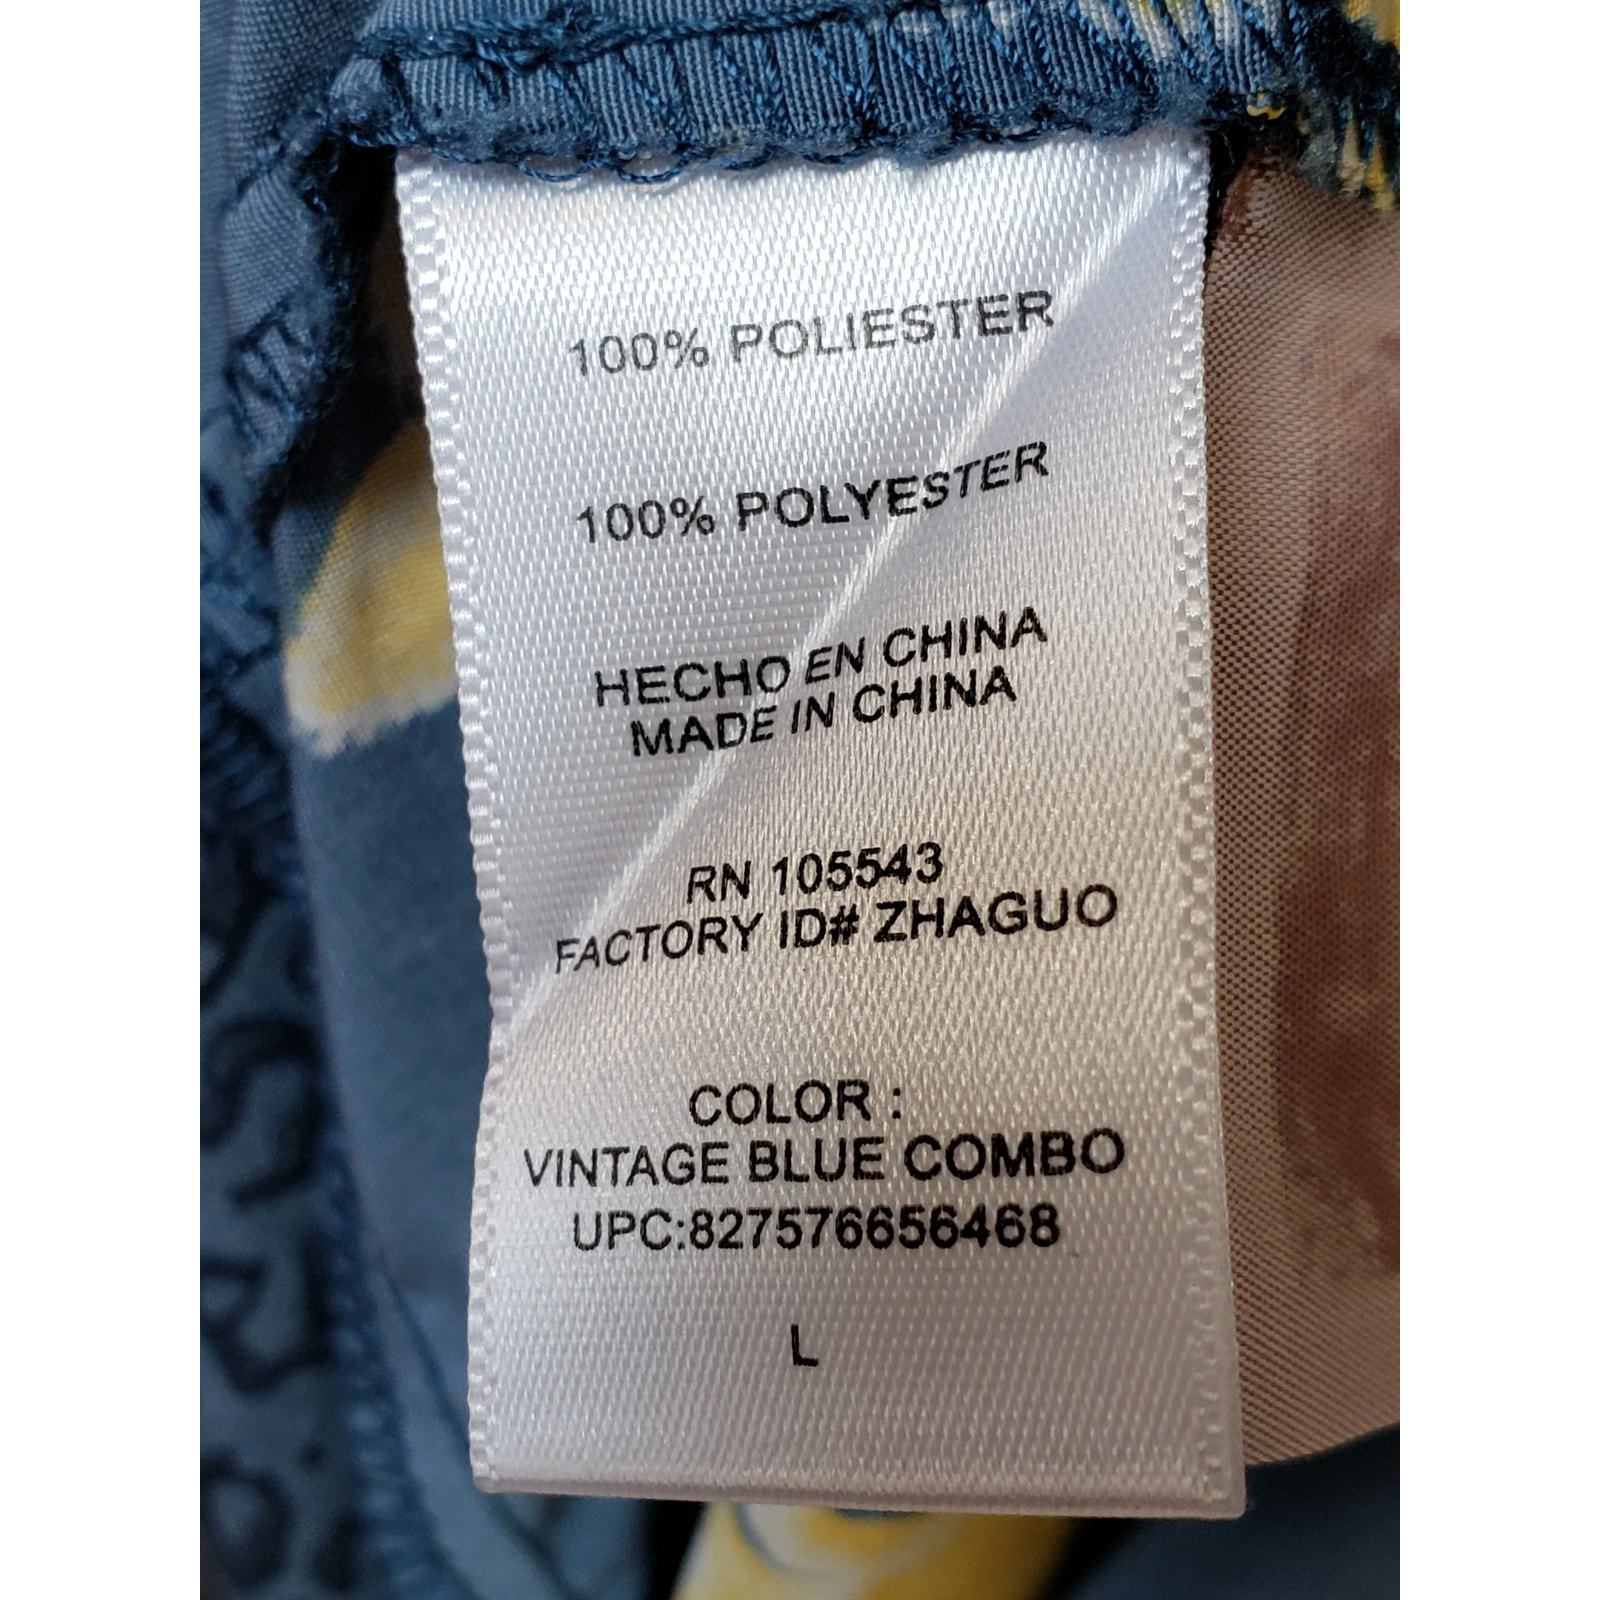 100% POLIESTER
100% POLYESTER
HECHO EN CHINA
MADE IN CHINA
RN 105543
FACTORY ID# ZHAGUO
COLOR :
VINTAGE BLUE COMBO
UPC:827576656468
L